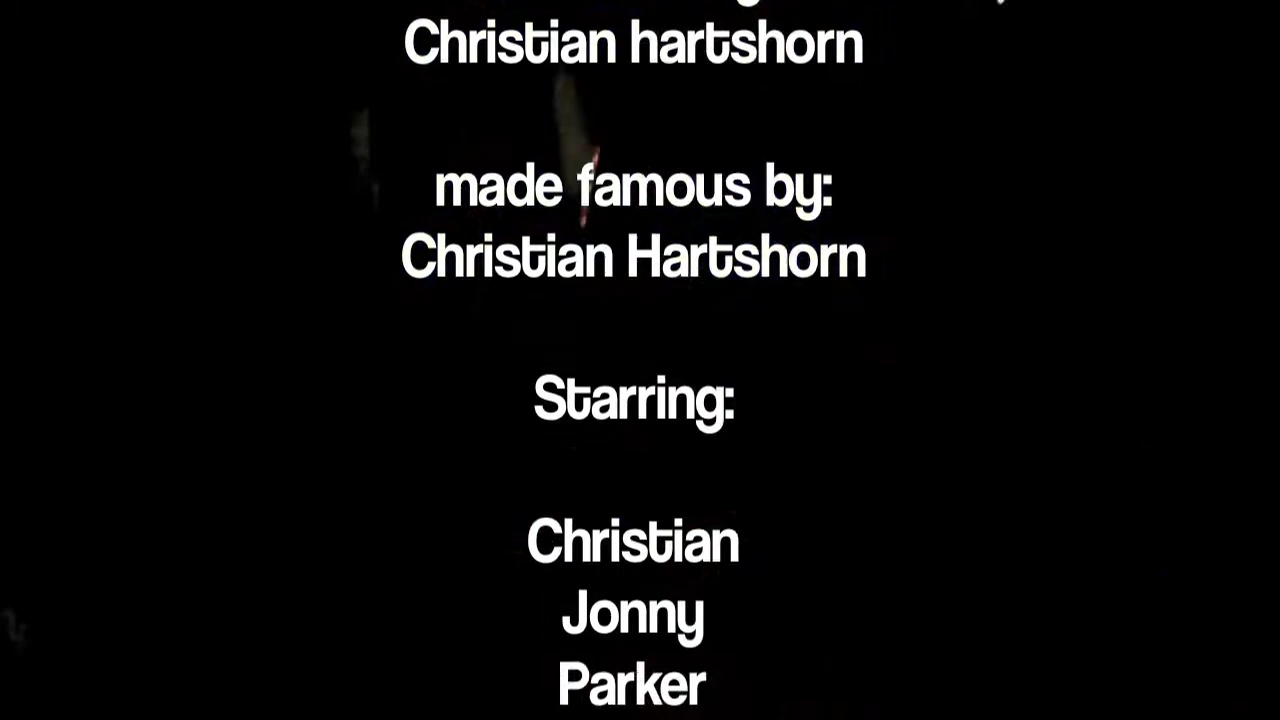 Christian hartshorn
made famous by:
Christian Hartshorn
Starring:
Christian
Jonny
Parker